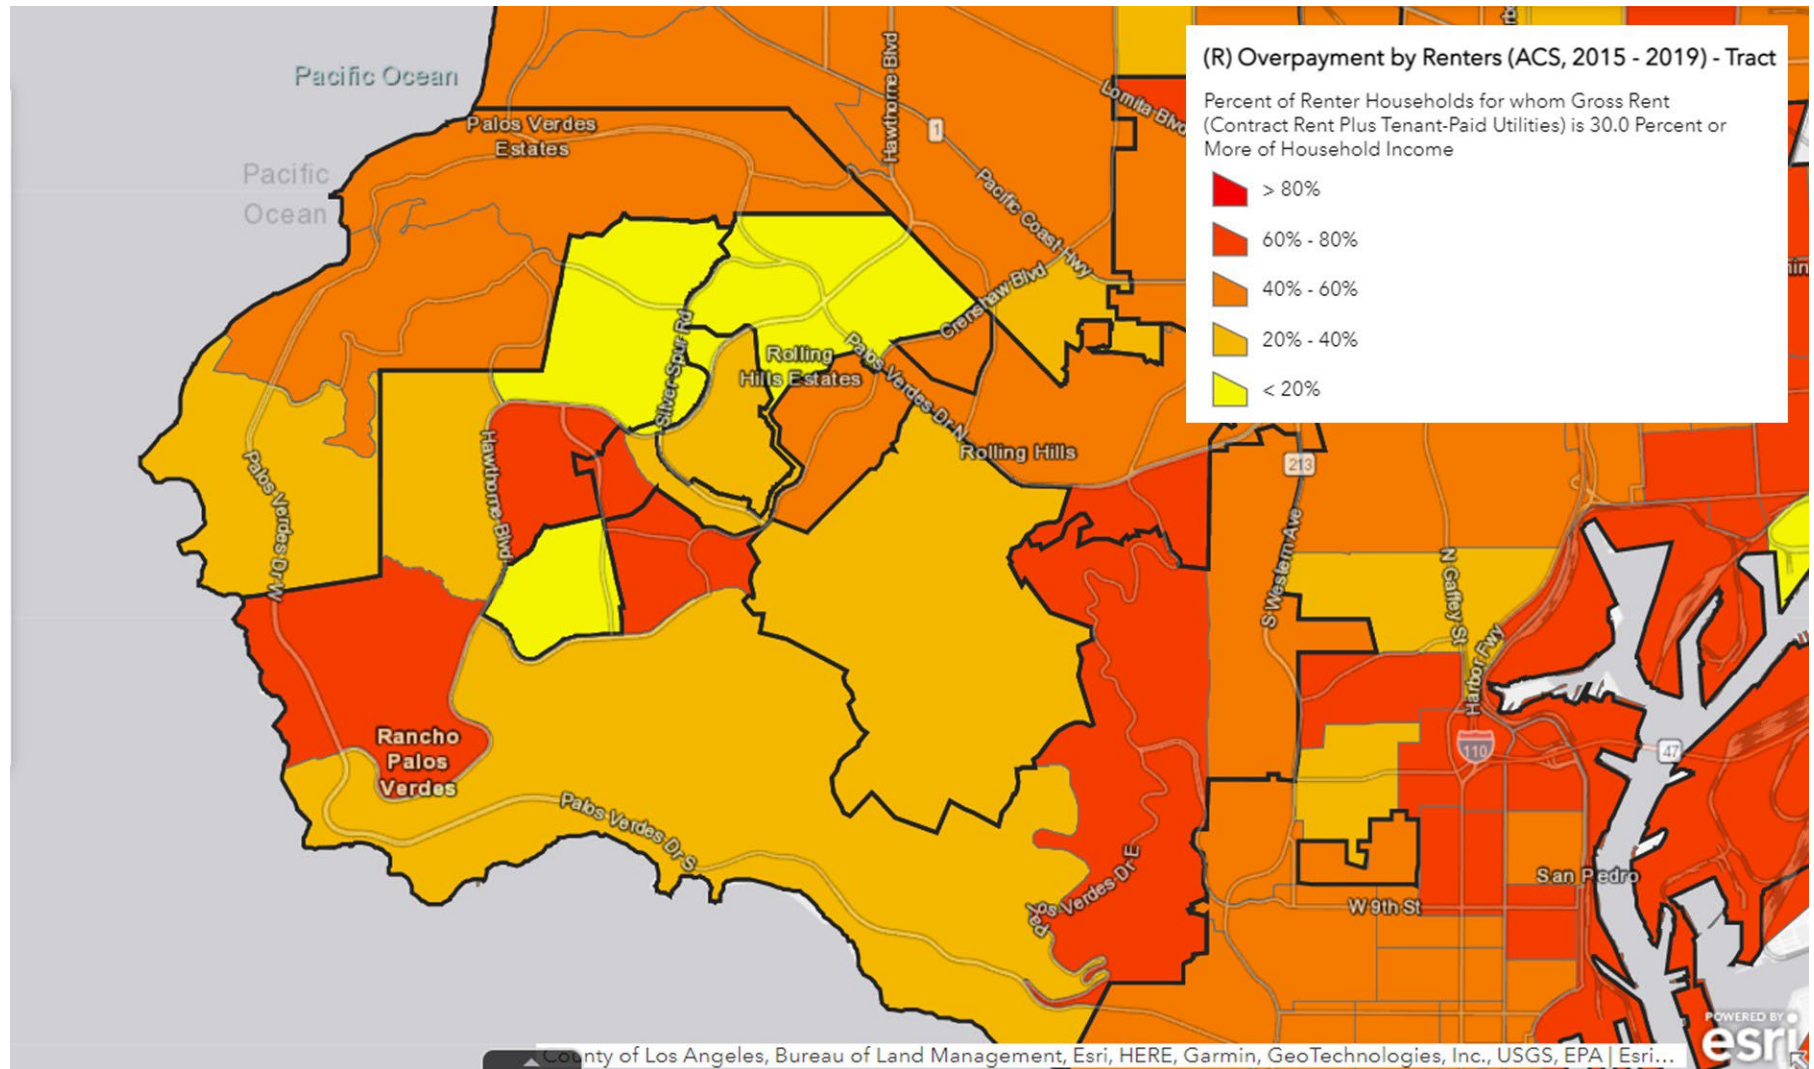 (R) Overpayment by Renters (ACS, 2015 - 2019) - Tract
Percent of Renter Households for whom Gross Rent
(Contract Rent Plus Tenant-Paid Utilities) is 30.0 Percent or
More of Household Income
> 80%
60% - 80%
40% - 60%
20% - 40%
< 20%
Pacific Ocean
Pacific
Ocean
Palos Verdes
Estates
Hawthorne Blvd
1
Lomita Blvd
Pacific Coast Hwy
Crenshaw Blvd
Silver Spur Rd
Rolling
Hills Estates
Palos Verdes Dr N
Rolling Hills
Hawthorne Blvd
Palos Verdes Dr W
213
S Western Ave
N Gaffey St
Harbor Fwy
110
47
Rancho
Palos
Verdes
Palos Verdes Dr S
Verdes Dr E
San Pedro
W 9th St
County of Los Angeles, Bureau of Land Management, Esri, HERE, Garmin, GeoTechnologies, Inc., USGS, EPA | Esri...
POWERED BY
esri